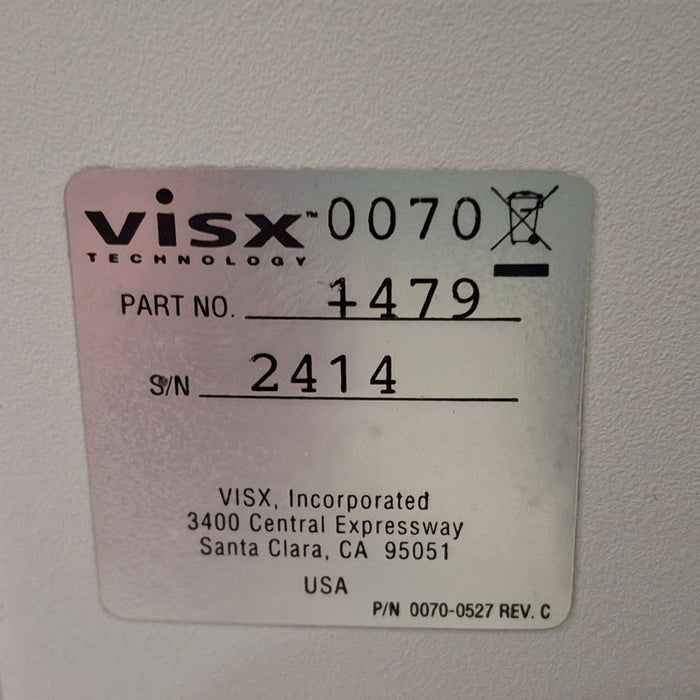 VISX™ 0070
TECHNOLOGY
PART NO. 1479
S/N 2414
VISX, Incorporated
3400 Central Expressway
Santa Clara, CA 95051
USA
P/N 0070-0527 REV. C